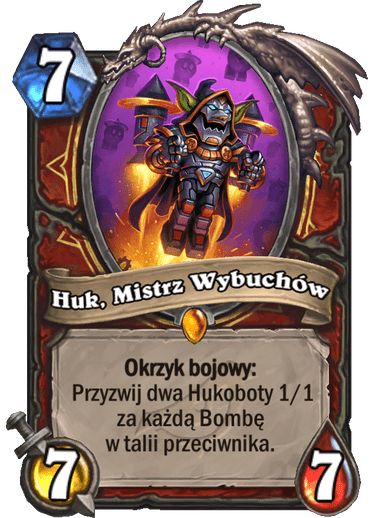 7
Huk, Mistrz Wybuchów
Okrzyk bojowy:
Przyzwij dwa Hukoboty 1/1
za każdą Bombę
w talii przeciwnika.
7
7